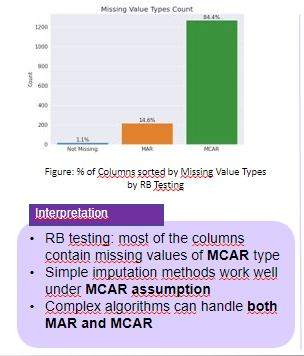 Missing Value Types Count
84.4%
1200
1000
800
Count
600
400
200
14.6%
1.1%
0
Not Missing MAR MCAR
Figure: % of Columns sorted by Missing Value Types
by RB Testing
Interpretation
• RB testing: most of the columns
contain missing values of MCAR type
• Simple imputation methods work well
under MCAR assumption
• Complex algorithms can handle both
MAR and MCAR